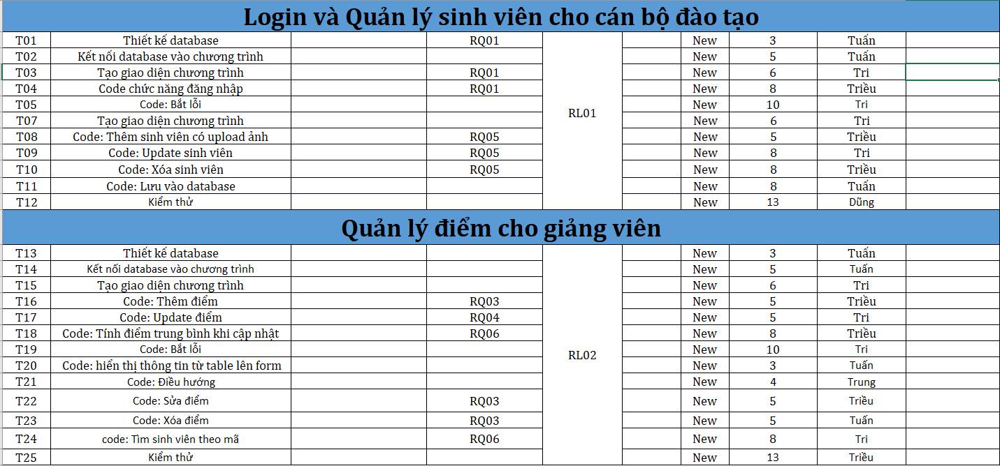 Login và Quản lý sinh viên cho cán bộ đào tạo
T01 Thiết kế database RQ01 New 3 Tuấn
T02 Kết nối database vào chương trình New 5 Tuấn
T03 Tạo giao diện chương trình RQ01 New 6 Tri
T04 Code chức năng đăng nhập RQ01 New 8 Triều
T05 Code: Bắt lỗi New 10 Tri
RL01
T07 Tạo giao diện chương trình New 6 Tri
T08 Code: Thêm sinh viên có upload ảnh RQ05 New 5 Triều
T09 Code: Update sinh viên RQ05 New 8 Tri
T10 Code: Xóa sinh viên RQ05 New 8 Triều
T11 Code: Lưu vào database New 8 Tuấn
T12 Kiểm thử New 13 Dũng
Quản lý điểm cho giảng viên
T13 Thiết kế database New 3 Tuấn
T14 Kết nối database vào chương trình New 5 Tuấn
T15 Tạo giao diện chương trình New 6 Tri
T16 Code: Thêm điểm RQ03 New 5 Triều
T17 Code: Update điểm RQ04 New 5 Tri
T18 Code: Tính điểm trung bình khi cập nhật RQ06 New 8 Triều
T19 Code: Bắt lỗi New 10 Tri
RL02
T20 Code: hiển thị thông tin từ table lên form New 3 Tuấn
T21 Code: Điều hướng New 4 Trung
T22 Code: Sửa điểm RQ03 New 5 Triều
T23 Code: Xóa điểm RQ03 New 5 Tuấn
T24 code: Tìm sinh viên theo mã RQ06 New 8 Tri
T25 Kiểm thử New 13 Triều